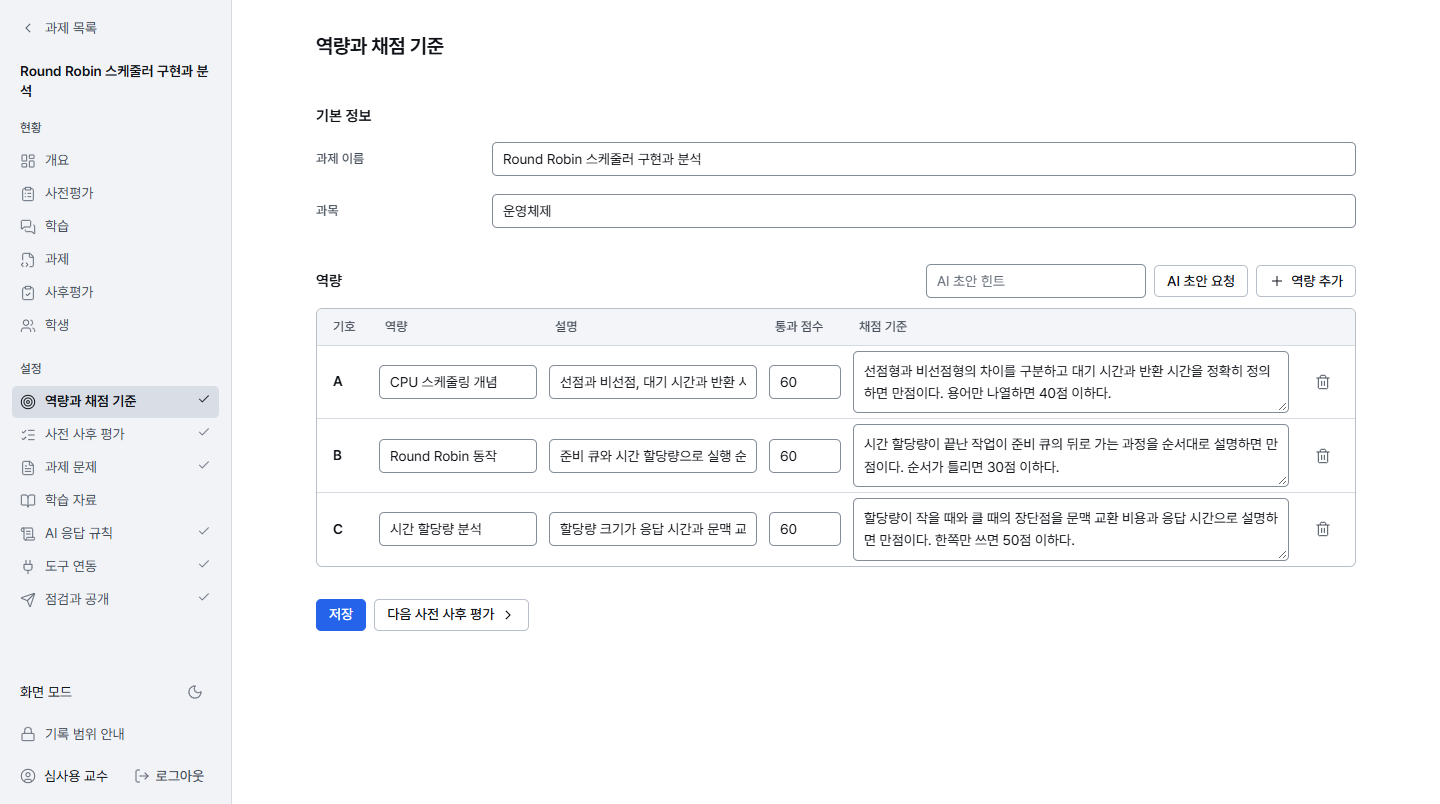 과제 목록
Round Robin 스케줄러 구현과 분
석
현황
개요
사전평가
학습
과제
사후평가
학생
설정
역량과 채점 기준
사전 사후 평가
과제 문제
학습 자료
AI 응답 규칙
도구 연동
점검과 공개
화면 모드
기록 범위 안내
심사용 교수 로그아웃
역량과 채점 기준
기본 정보
과제 이름 Round Robin 스케줄러 구현과 분석
과목 운영체제
역량 AI 초안 힌트 AI 초안 요청 역량 추가
기호 역량 설명 통과 점수 채점 기준
A CPU 스케줄링 개념 선점과 비선점, 대기 시간과 반환 60 선점형과 비선점형의 차이를 구분하고 대기 시간과 반환 시간을 정확히 정의
하면 만점이다. 용어만 나열하면 40점 이하다.
B Round Robin 동작 준비 큐와 시간 할당량으로 실행 순 60 시간 할당량이 끝난 작업이 준비 큐의 뒤로 가는 과정을 순서대로 설명하면 만
점이다. 순서가 틀리면 30점 이하다.
C 시간 할당량 분석 할당량 크기가 응답 시간과 문맥 교 60 할당량이 작을 때와 클 때의 장단점을 문맥 교환 비용과 응답 시간으로 설명하
면 만점이다. 한쪽만 쓰면 50점 이하다.
저장 다음 사전 사후 평가